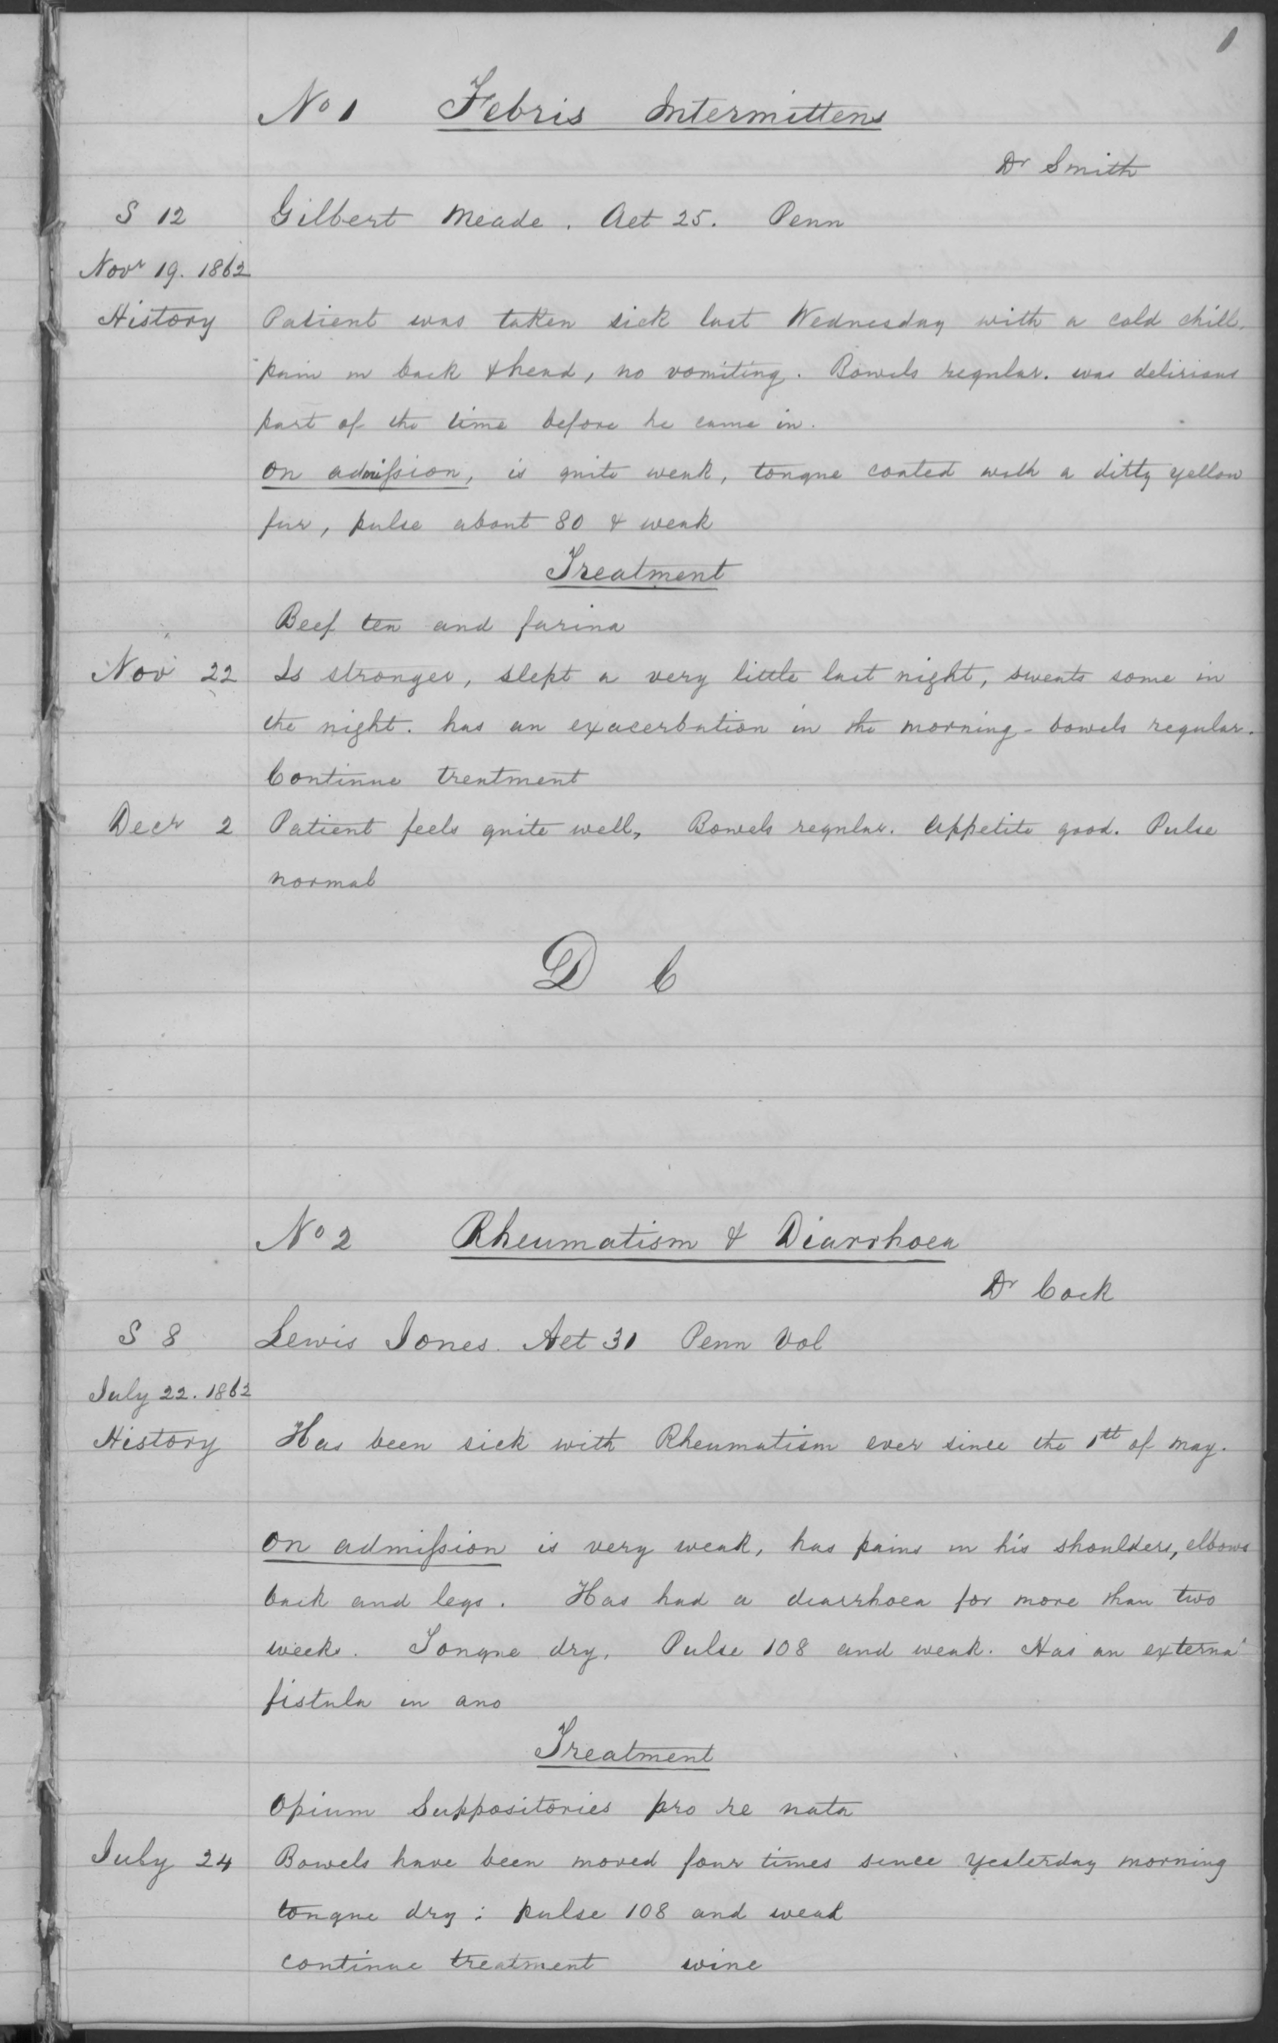 1
No 1 Febris Intermittens
Dr Smith
S 12 Gilbert Meade. Aet 25. Penn
Novr 19. 1862
History Patient was taken sick last Wednesday with a cold chill.
pain in back & head, no vomiting. Bowels regular. was delirious
part of the time before he came in.
On admission, is quite weak, tongue coated with a ditty yellow
fur, pulse about 80 & weak
Treatment
Beef tea and farina
Nov 22 Is stronger, slept a very little last night, sweats some in
the night. has an exacerbation in the morning - bowels regular.
Continue treatment
Decr 2 Patient feels quite well, Bowels regular. Appetite good. Pulse
normal
D C
No 2 Rheumatism & Diarrhoea
Dr Cock
S 8 Lewis Jones. Aet 31 Penn Vol
July 22. 1862
History Has been sick with Rheumatism ever since the 1th of May.
On admission is very weak, has pains in his shoulders, elbows
back and legs. Has had a diarrhoea for more than two
weeks. Tongue dry. Pulse 108 and weak. Has an external
fistula in ano
Treatment
Opium Suppositories pro re nata
July 24 Bowels have been moved four times since yesterday morning
tongue dry; pulse 108 and weak
continue treatment wine